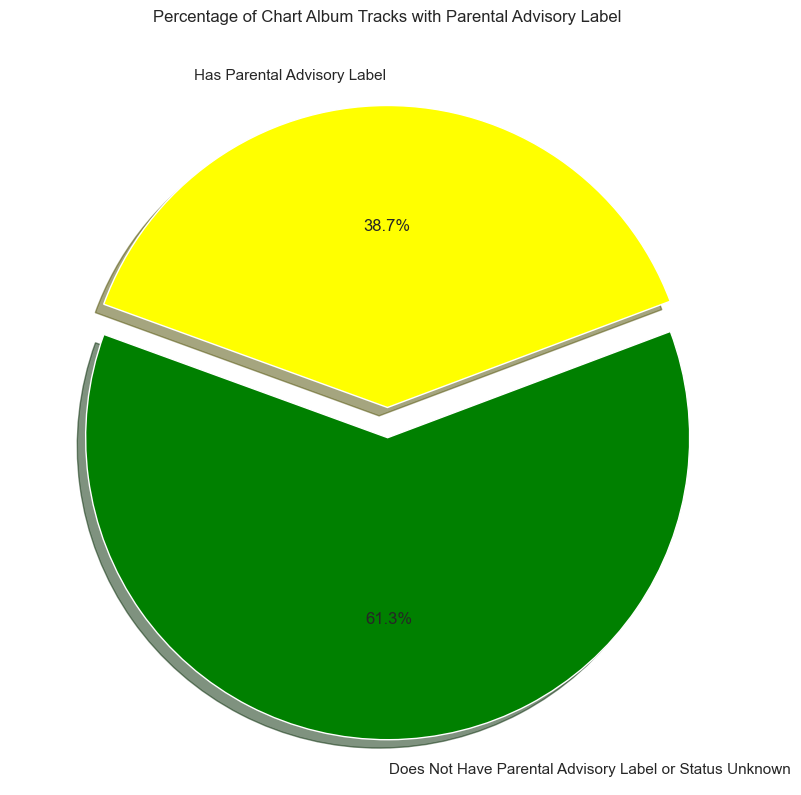 Percentage of Chart Album Tracks with Parental Advisory Label
Has Parental Advisory Label
38.7%
61.3%
Does Not Have Parental Advisory Label or Status Unknown